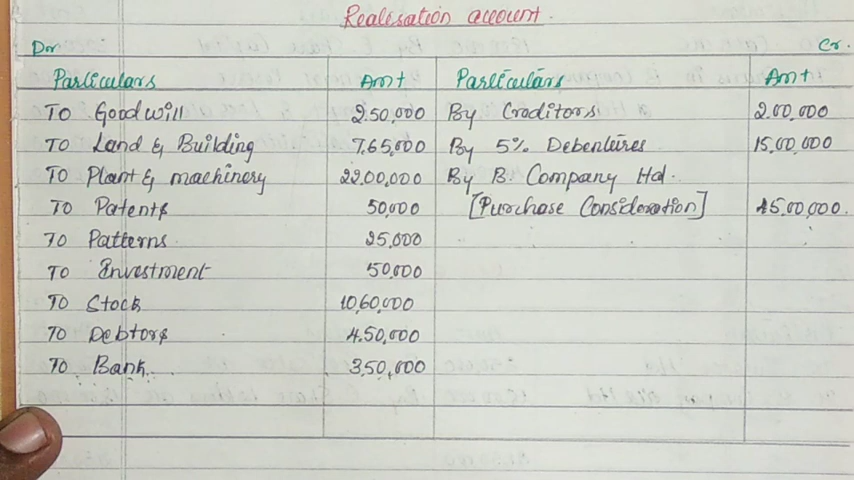 Realisation account.
Dr Cr.
Particulars Amt Particulars Amt
To Goodwill 2.50,000 By Creditors 2.00,000
To Land & Building 7,65,000 By 5% Debentures 15,00,000
To Plant & machinery 22,00,000 By B. Company Ltd.
To Patents 50,000 [Purchase Consideration] 45,00,000.
To Patterns. 25,000
To Investment 50,000
To Stock 10,60,000
To Debtors 4.50,000
To Bank 3.50,000